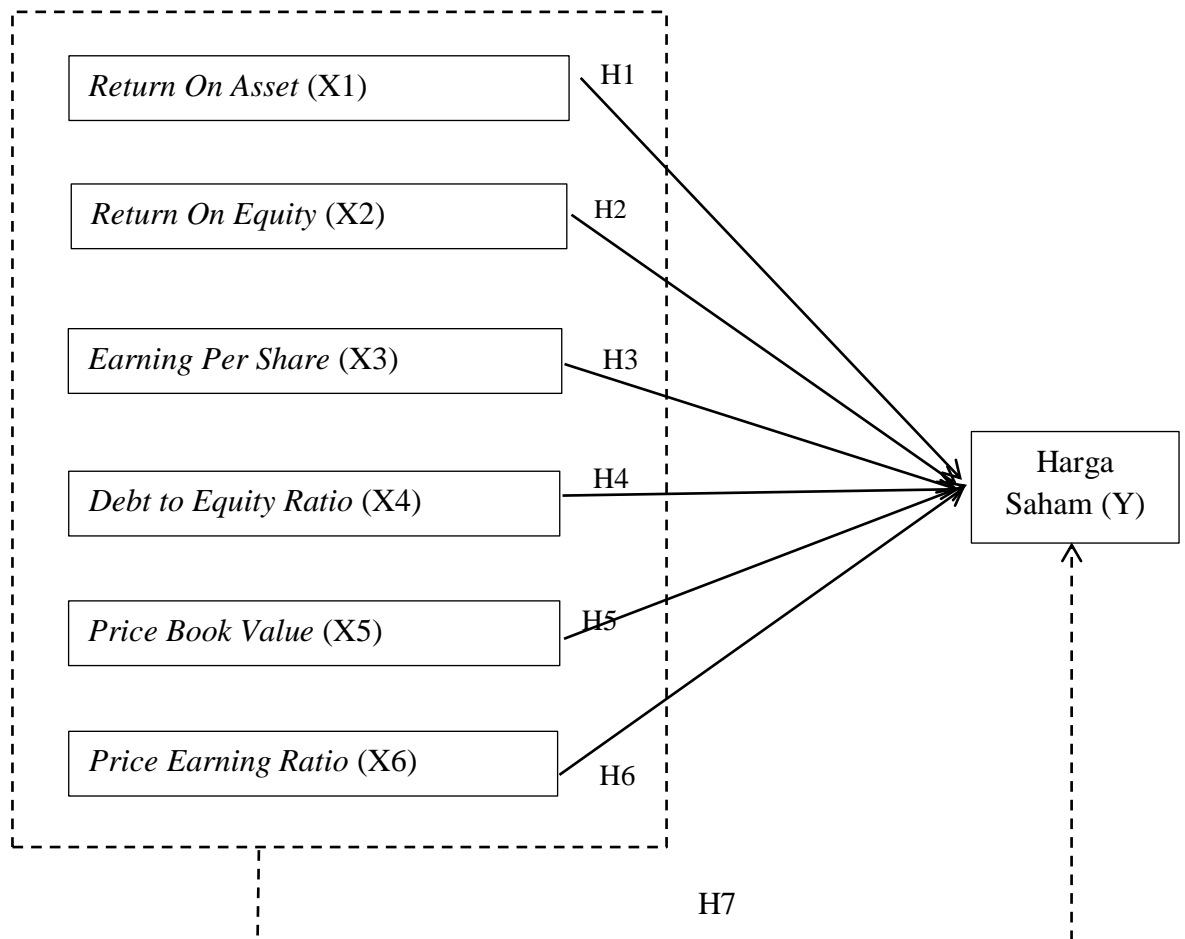 Return On Asset (X1)
H1
Return On Equity (X2)
H2
Earning Per Share (X3)
H3
Debt to Equity Ratio (X4)
H4
Harga
Saham (Y)
Price Book Value (X5)
H5
Price Earning Ratio (X6)
H6
H7